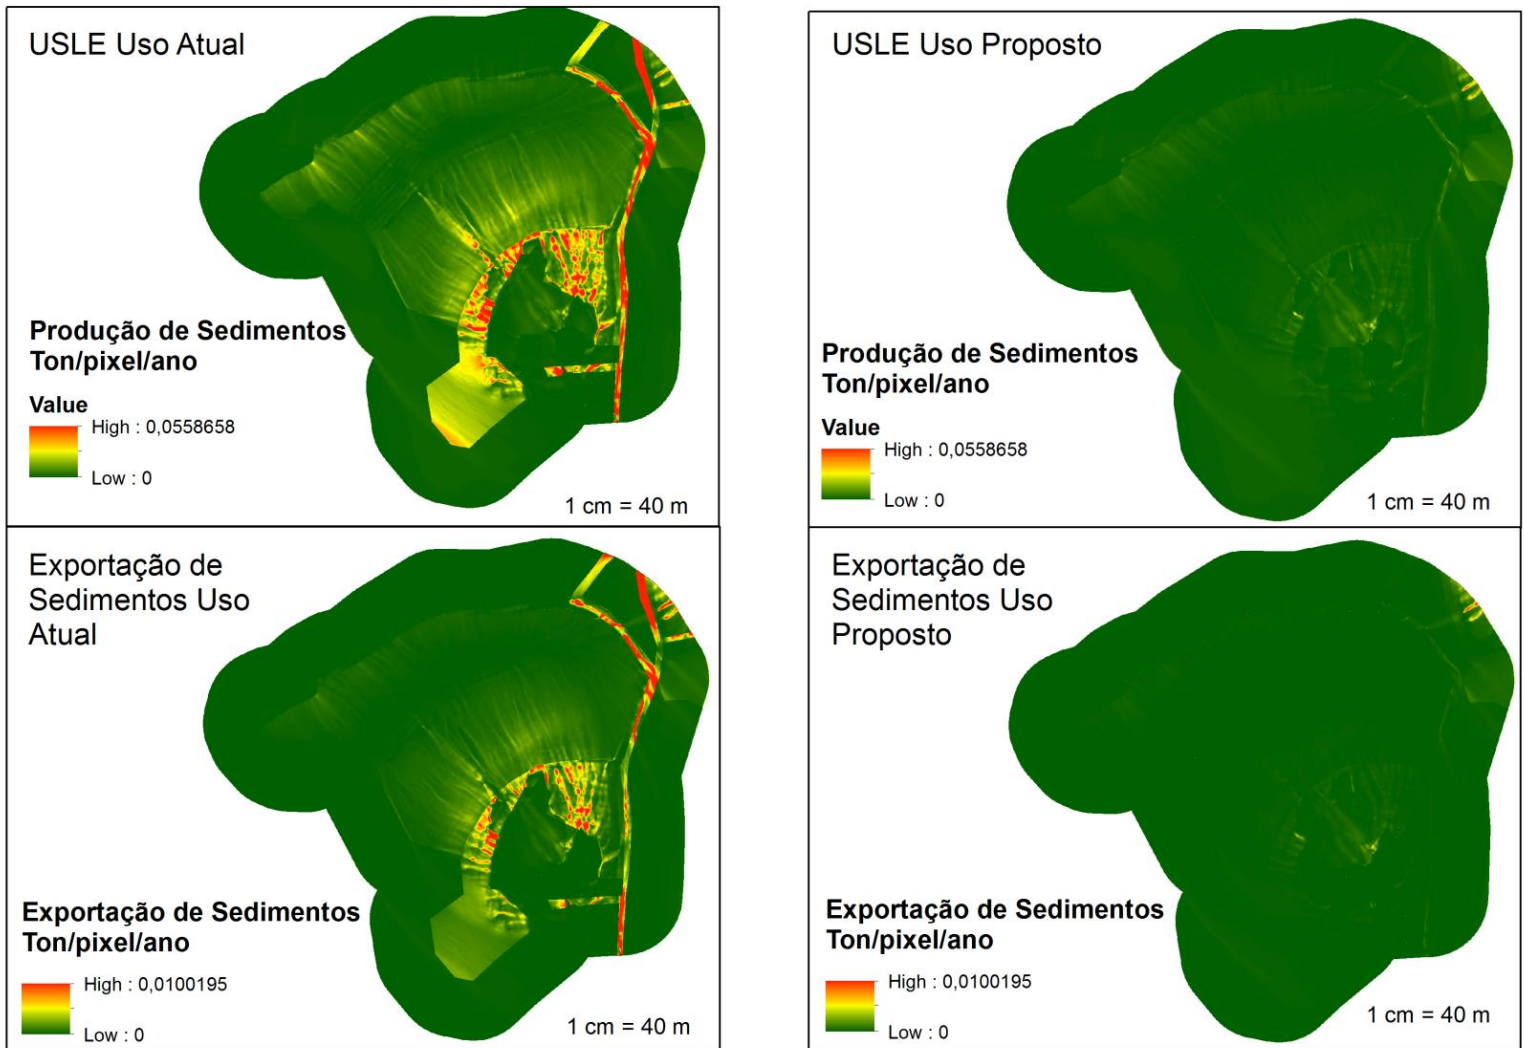 USLE Uso Atual
Produção de Sedimentos
Ton/pixel/ano
Value
High : 0,0558658
Low : 0
1 cm = 40 m
USLE Uso Proposto
Produção de Sedimentos
Ton/pixel/ano
Value
High : 0,0558658
Low : 0
1 cm = 40 m
Exportação de
Sedimentos Uso
Atual
Exportação de Sedimentos
Ton/pixel/ano
High : 0,0100195
Low : 0
1 cm = 40 m
Exportação de
Sedimentos Uso
Proposto
Exportação de Sedimentos
Ton/pixel/ano
High : 0,0100195
Low : 0
1 cm = 40 m